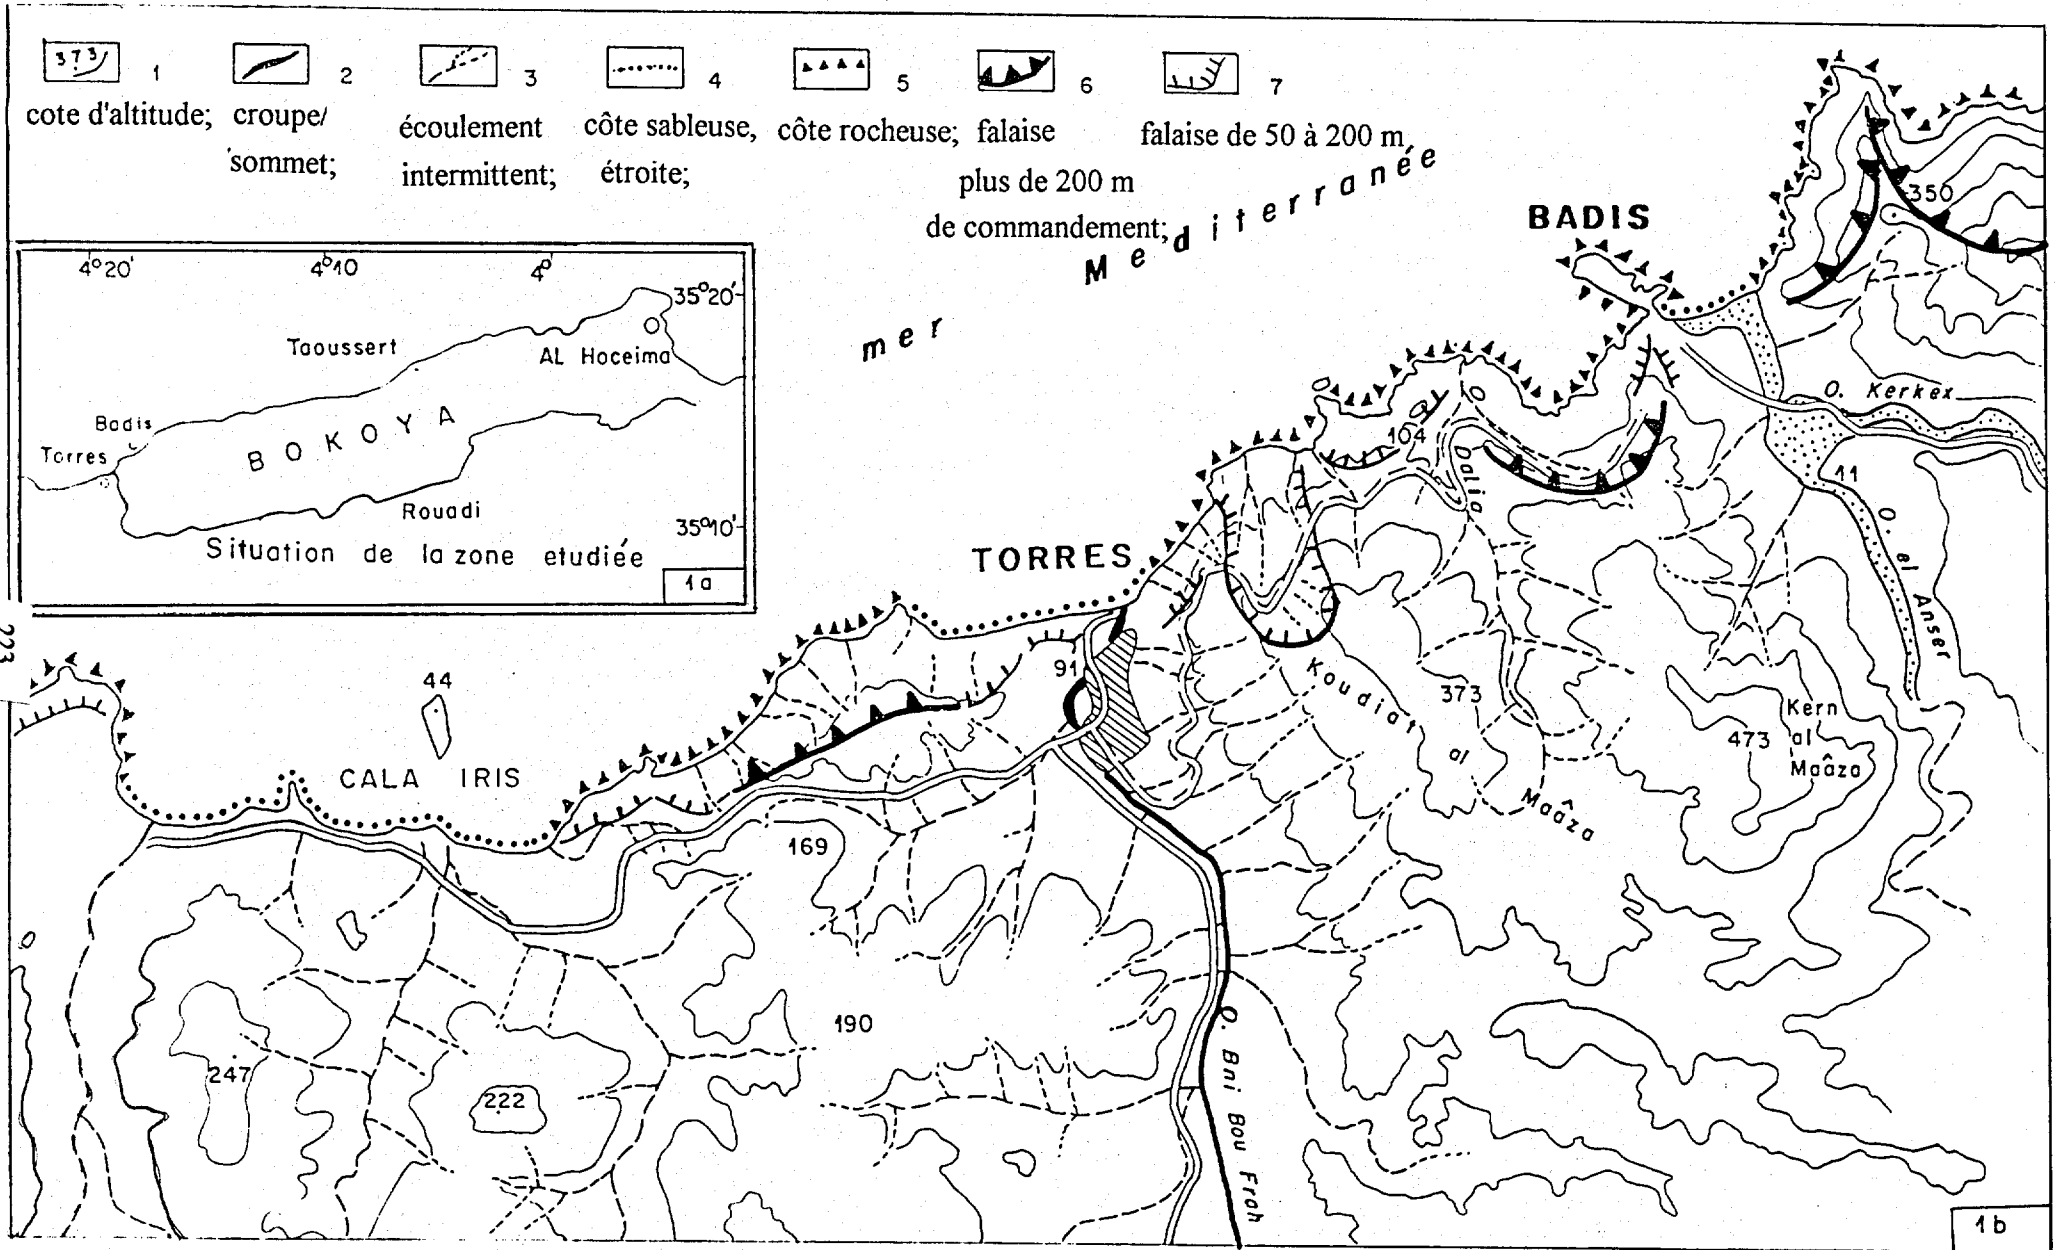 373 1
cote d'altitude;
2
croupe/
sommet;
3
écoulement
intermittent;
4
côte sableuse,
étroite;
5
côte rocheuse;
6
falaise
plus de 200 m
de commandement;
7
falaise de 50 à 200 m
mer Mediterranée
4°20' 4°10 4°
35°20'
Taoussert
AL Hoceima
Badis
BOKOYA
Torres
Rouadi
35°10'
Situation de la zone etudiée
1a
BADIS
350
O. Kerkex
104
O Dalia
11
O. el Anser
TORRES
91
Koudiat al Maâza
373
Kern
al
Maâza
473
44
CALA IRIS
169
190
247
222
O. Bni Bou Frah
223
1b